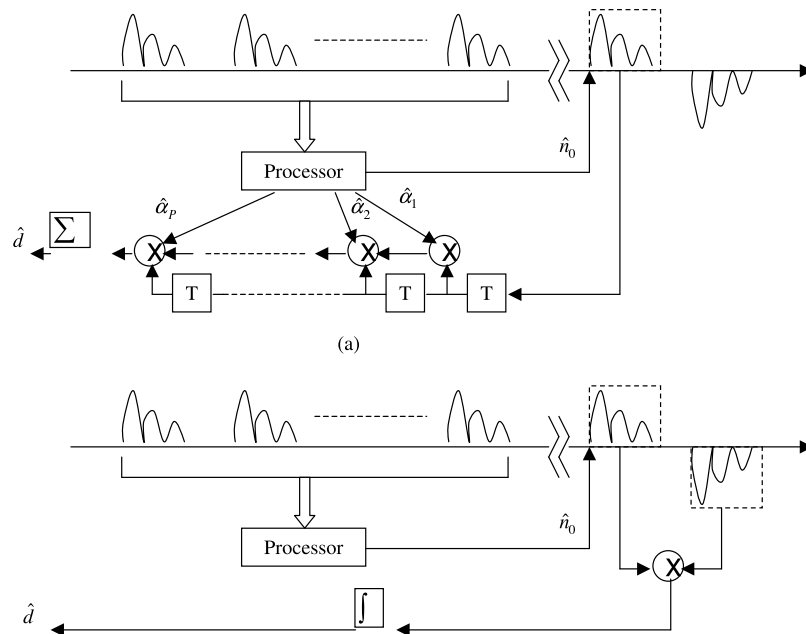 n̂₀
Processor
α̂_P
α̂₂
α̂₁
d̂
∑
X X X
T T T
(a)
n̂₀
Processor
X
∫
d̂